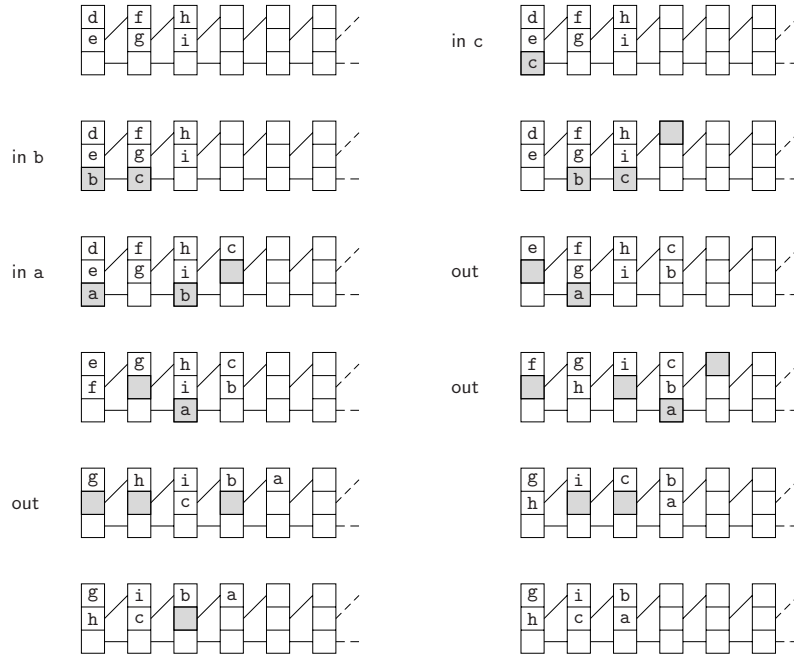 d f h
e g i
in c
d f h
e g i
c
in b
d f h
e g i
b c
d f h
e g i
b c
in a
d f h c
e g i
a b
out
e f h c
g i b
a
e g h c
f i b
a
out
f g i c
h b
a
out
g h i b a
c
g i c b
h a
g i b a
h c
g i b
h c a